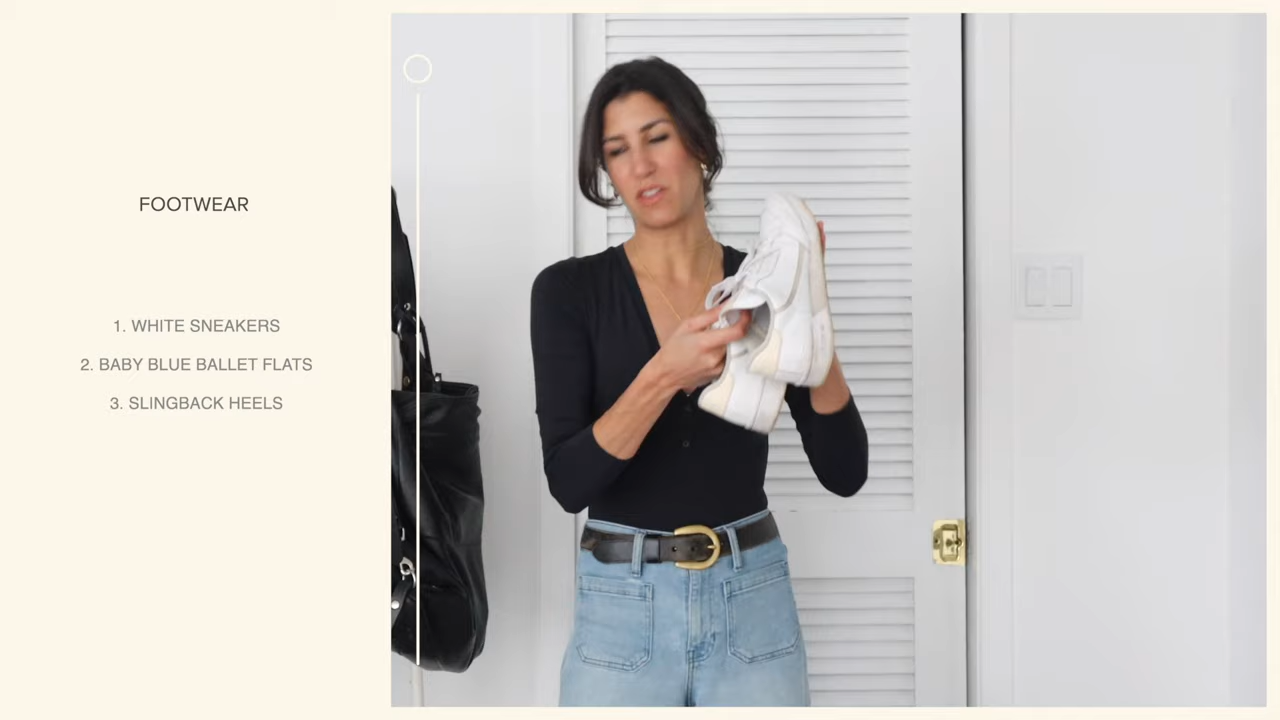 FOOTWEAR
1. WHITE SNEAKERS
2. BABY BLUE BALLET FLATS
3. SLINGBACK HEELS